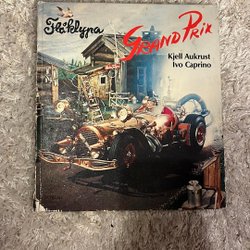 Flåklypa
GRAND PRIX
Kjell Aukrust
Ivo Caprino